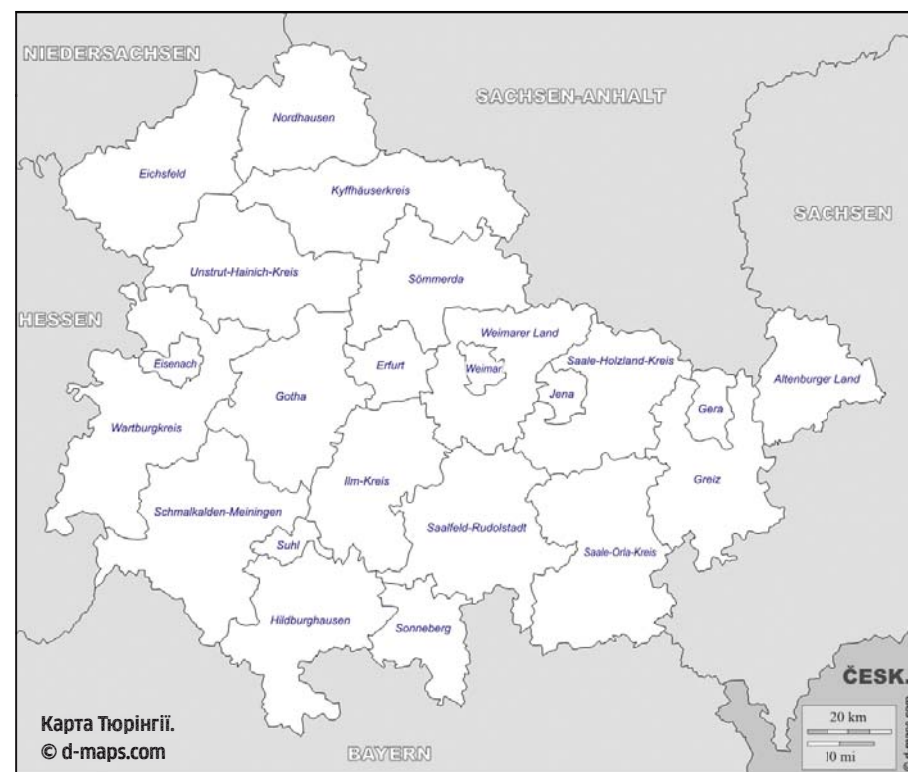 NIEDERSACHSEN
SACHSEN-ANHALT
Nordhausen
Eichsfeld
Kyffhäuserkreis
SACHSEN
Unstrut-Hainich-Kreis
Sömmerda
HESSEN
Weimarer Land
Eisenach
Erfurt
Weimar
Saale-Holzland-Kreis
Altenburger Land
Gotha
Jena
Gera
Wartburgkreis
Ilm-Kreis
Greiz
Schmalkalden-Meiningen
Saalfeld-Rudolstadt
Suhl
Saale-Orla-Kreis
Hildburghausen
Sonneberg
ČESK.
Карта Тюрінгії.
© d-maps.com
BAYERN
20 km
10 mi
© d-maps.com